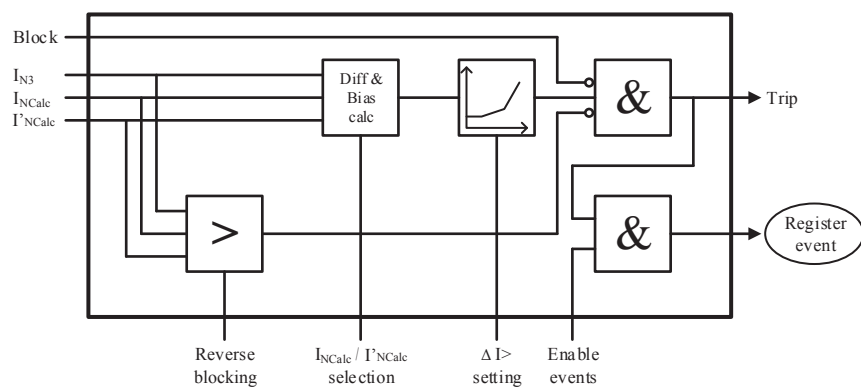 Block
I_N3
I_NCalc
I'_NCalc
Diff &
Bias
calc
&
Trip
>
&
Register
event
Reverse
blocking
I_NCalc / I'_NCalc
selection
Δ I>
setting
Enable
events